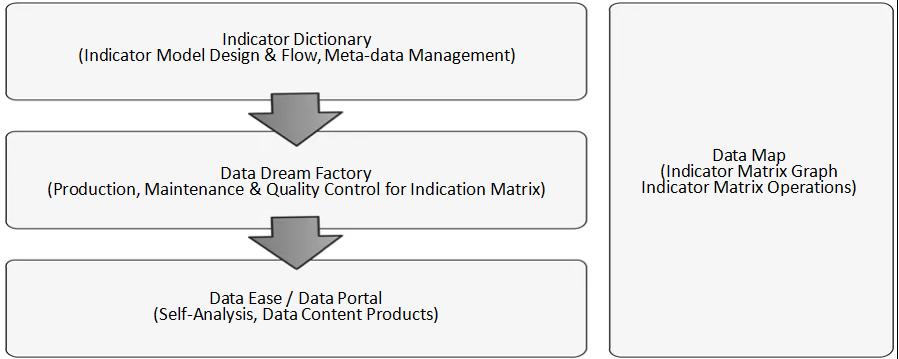 Indicator Dictionary
(Indicator Model Design & Flow, Meta-data Management)
Data Dream Factory
(Production, Maintenance & Quality Control for Indication Matrix)
Data Ease / Data Portal
(Self-Analysis, Data Content Products)
Data Map
(Indicator Matrix Graph
Indicator Matrix Operations)